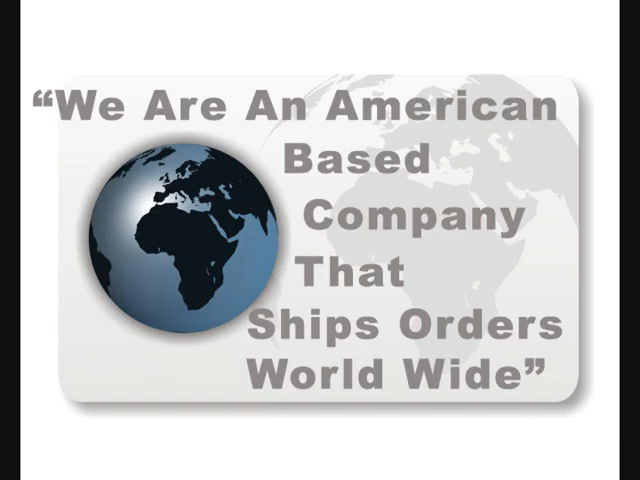 “We Are An American
Based
Company
That
Ships Orders
World Wide”